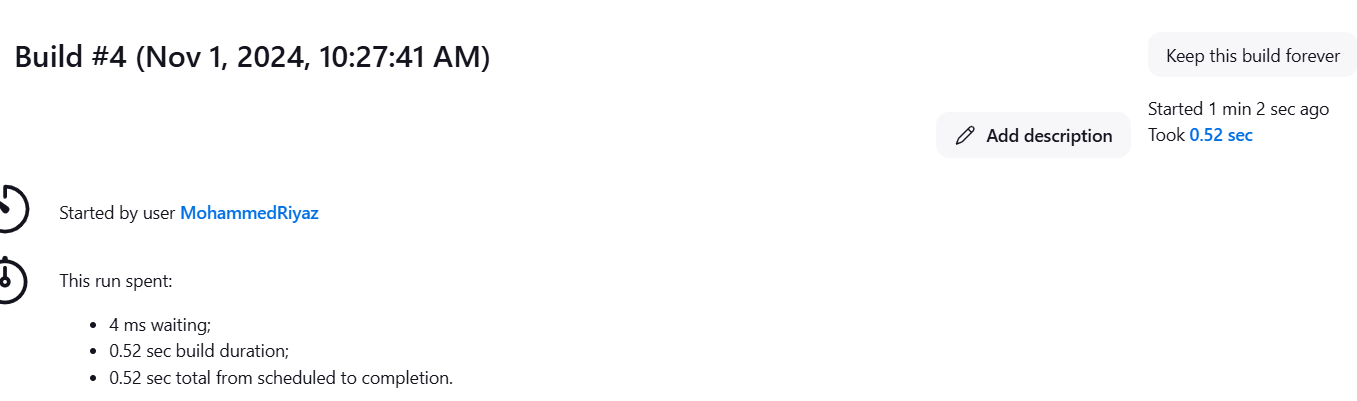 Build #4 (Nov 1, 2024, 10:27:41 AM)
Keep this build forever
Add description
Started 1 min 2 sec ago
Took 0.52 sec
Started by user MohammedRiyaz
This run spent:
• 4 ms waiting;
• 0.52 sec build duration;
• 0.52 sec total from scheduled to completion.